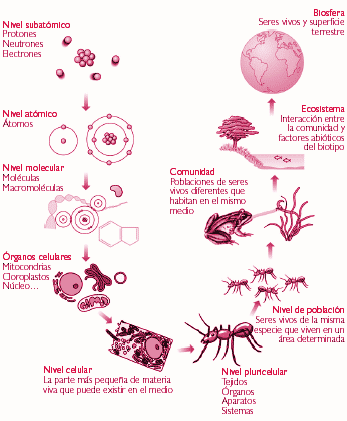 Nivel subatómico
Protones
Neutrones
Electrones
Nivel atómico
Átomos
Nivel molecular
Moléculas
Macromoléculas
Órganos celulares
Mitocondrias
Cloroplastos
Núcleo...
Nivel celular
La parte más pequeña de materia
viva que puede existir en el medio
Nivel pluricelular
Tejidos
Órganos
Aparatos
Sistemas
Nivel de población
Seres vivos de la misma
especie que viven en un
área determinada
Comunidad
Poblaciones de seres
vivos diferentes que
habitan en el mismo
medio
Ecosistema
Interacción entre
la comunidad y
factores abióticos
del biotipo
Biosfera
Seres vivos y superficie
terrestre